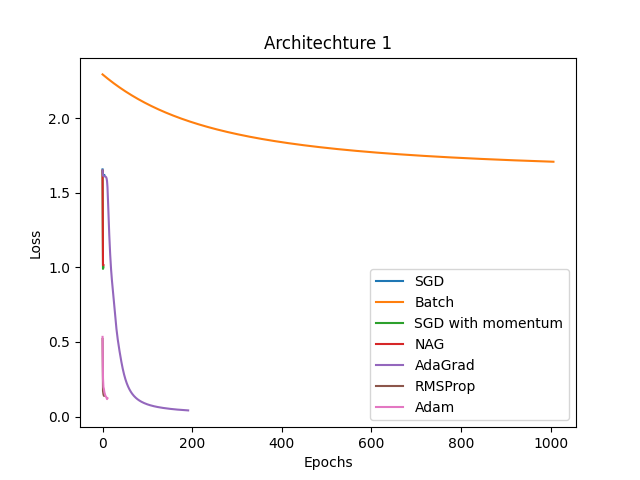 Architechture 1
Loss
2.0
1.5
1.0
0.5
0.0
SGD
Batch
SGD with momentum
NAG
AdaGrad
RMSProp
Adam
0 200 400 600 800 1000
Epochs